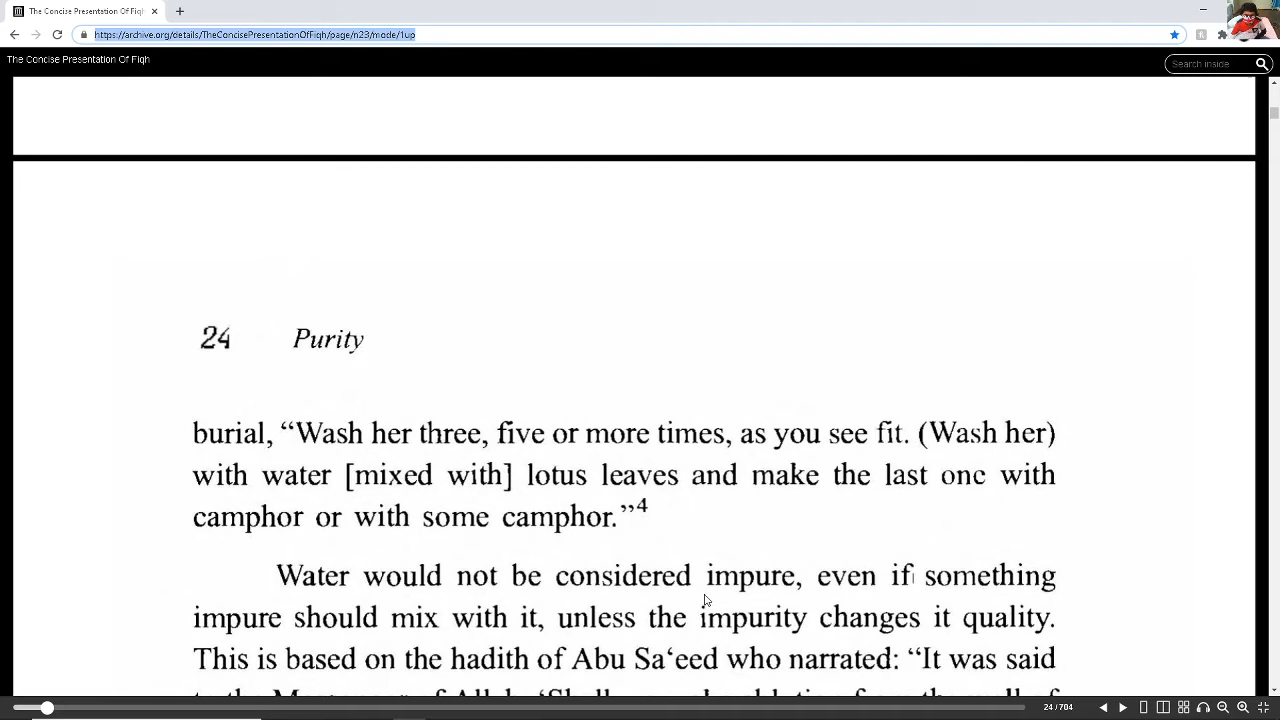 The Concise Presentation Of Fiqh
https://archive.org/details/TheConcisePresentationOfFiqh/page/n23/mode/1up
The Concise Presentation Of Fiqh
Search inside
24 Purity
burial, “Wash her three, five or more times, as you see fit. (Wash her)
with water [mixed with] lotus leaves and make the last one with
camphor or with some camphor.”4
Water would not be considered impure, even if something
impure should mix with it, unless the impurity changes it quality.
This is based on the hadith of Abu Sa‘eed who narrated: “It was said
24 / 704